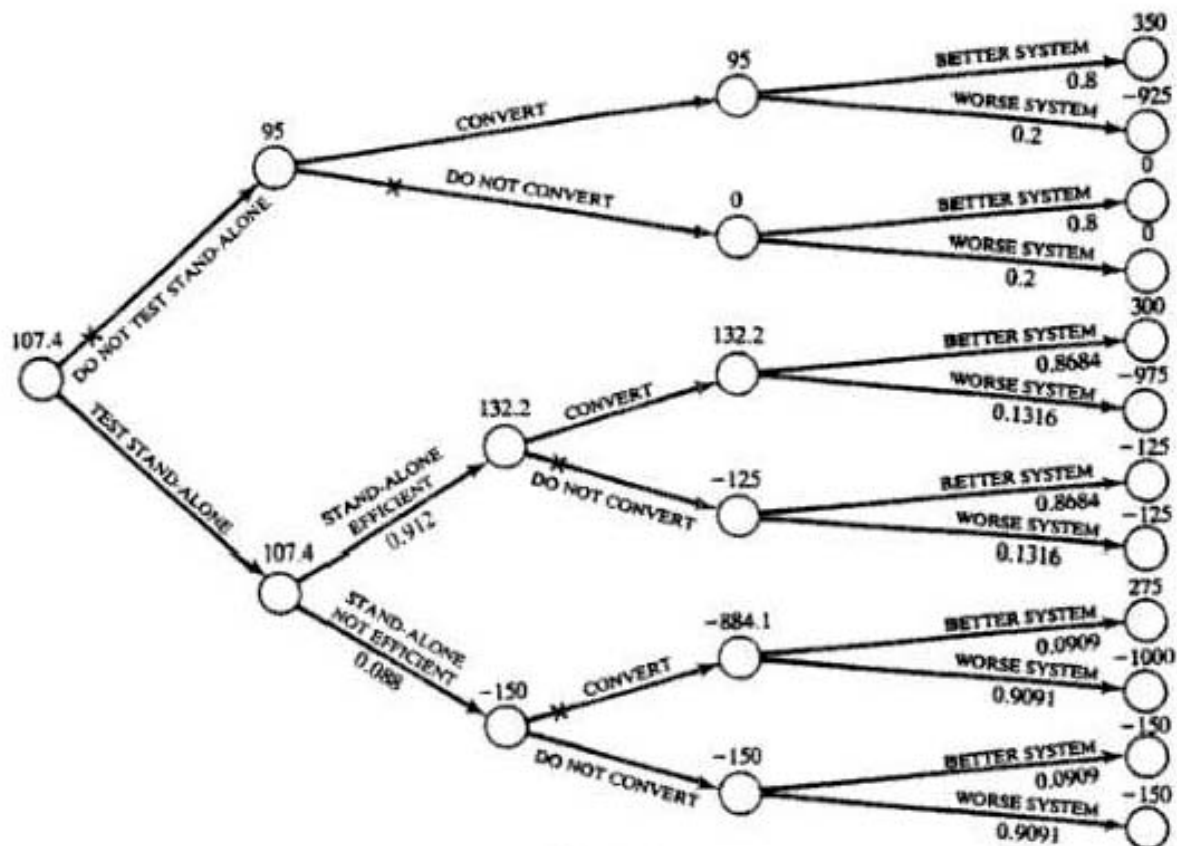 350
95
BETTER SYSTEM
0.8
-925
WORSE SYSTEM
0.2
CONVERT
95
0
DO NOT CONVERT
0
BETTER SYSTEM
0.8
0
WORSE SYSTEM
0.2
DO NOT TEST STAND-ALONE
107.4
300
132.2
BETTER SYSTEM
0.8684
-975
WORSE SYSTEM
0.1316
CONVERT
132.2
TEST STAND-ALONE
-125
DO NOT CONVERT
-125
BETTER SYSTEM
0.8684
-125
WORSE SYSTEM
0.1316
STAND-ALONE
EFFICIENT
0.912
107.4
275
STAND-ALONE
NOT EFFICIENT
0.088
-884.1
BETTER SYSTEM
0.0909
-1000
WORSE SYSTEM
0.9091
CONVERT
-150
-150
DO NOT CONVERT
-150
BETTER SYSTEM
0.0909
-150
WORSE SYSTEM
0.9091